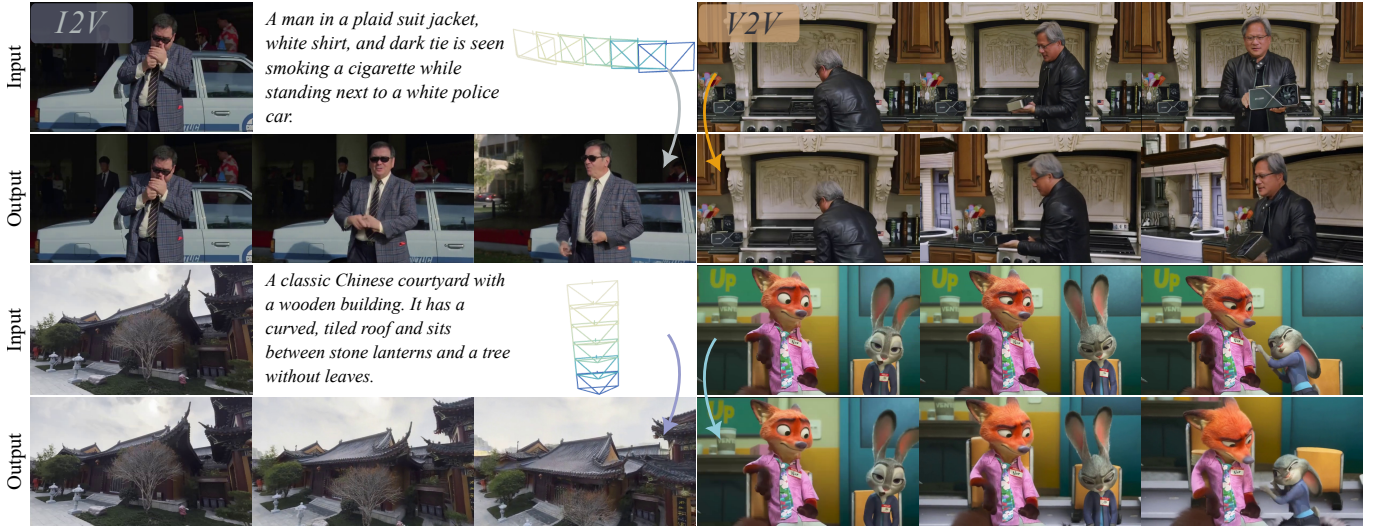 I2V
V2V
Input
A man in a plaid suit jacket,
white shirt, and dark tie is seen
smoking a cigarette while
standing next to a white police
car.
Output
Input
A classic Chinese courtyard with
a wooden building. It has a
curved, tiled roof and sits
between stone lanterns and a tree
without leaves.
Output
Up
Up
Up
Up